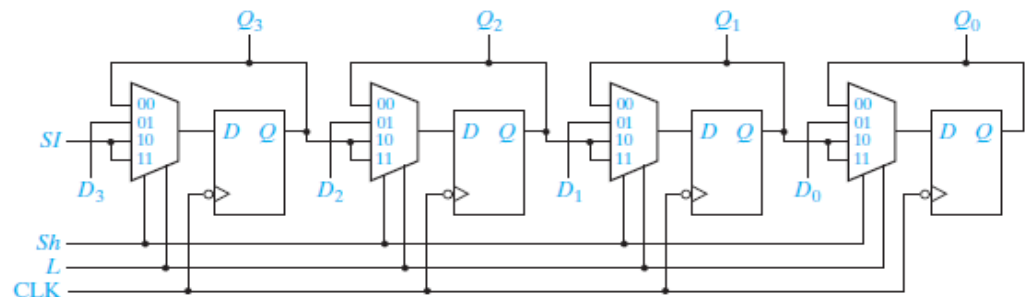 Q3 Q2 Q1 Q0
00 00 00 00
01 D Q 01 D Q 01 D Q 01 D Q
SI 10 10 10 10
11 11 11 11
D3 D2 D1 D0
Sh
L
CLK